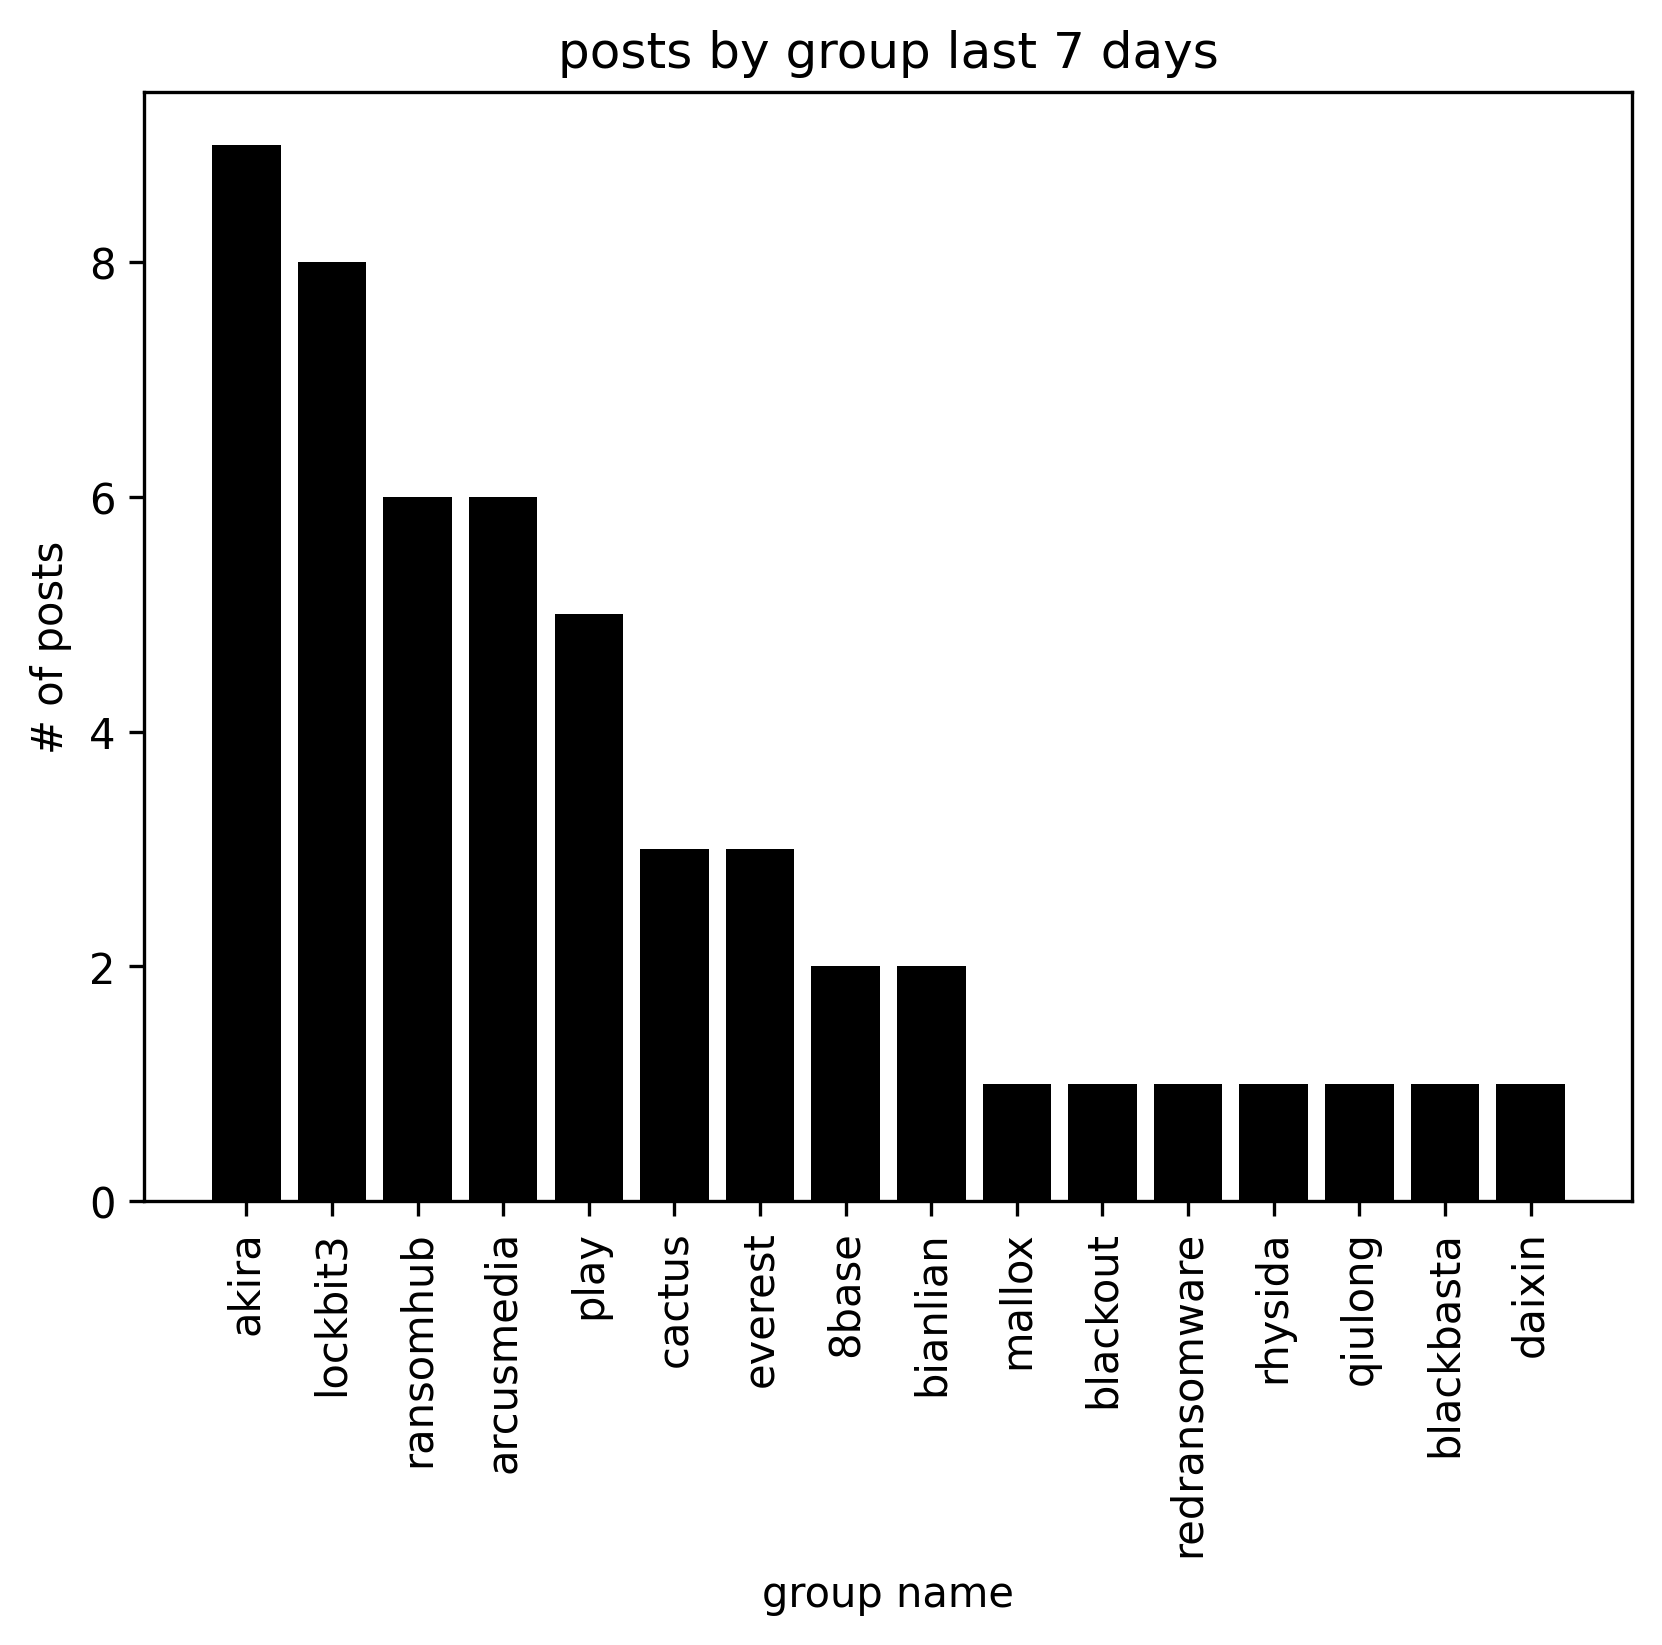 posts by group last 7 days
# of posts
8
6
4
2
0
akira
lockbit3
ransomhub
arcusmedia
play
cactus
everest
8base
bianlian
mallox
blackout
redransomware
rhysida
qiulong
blackbasta
daixin
group name